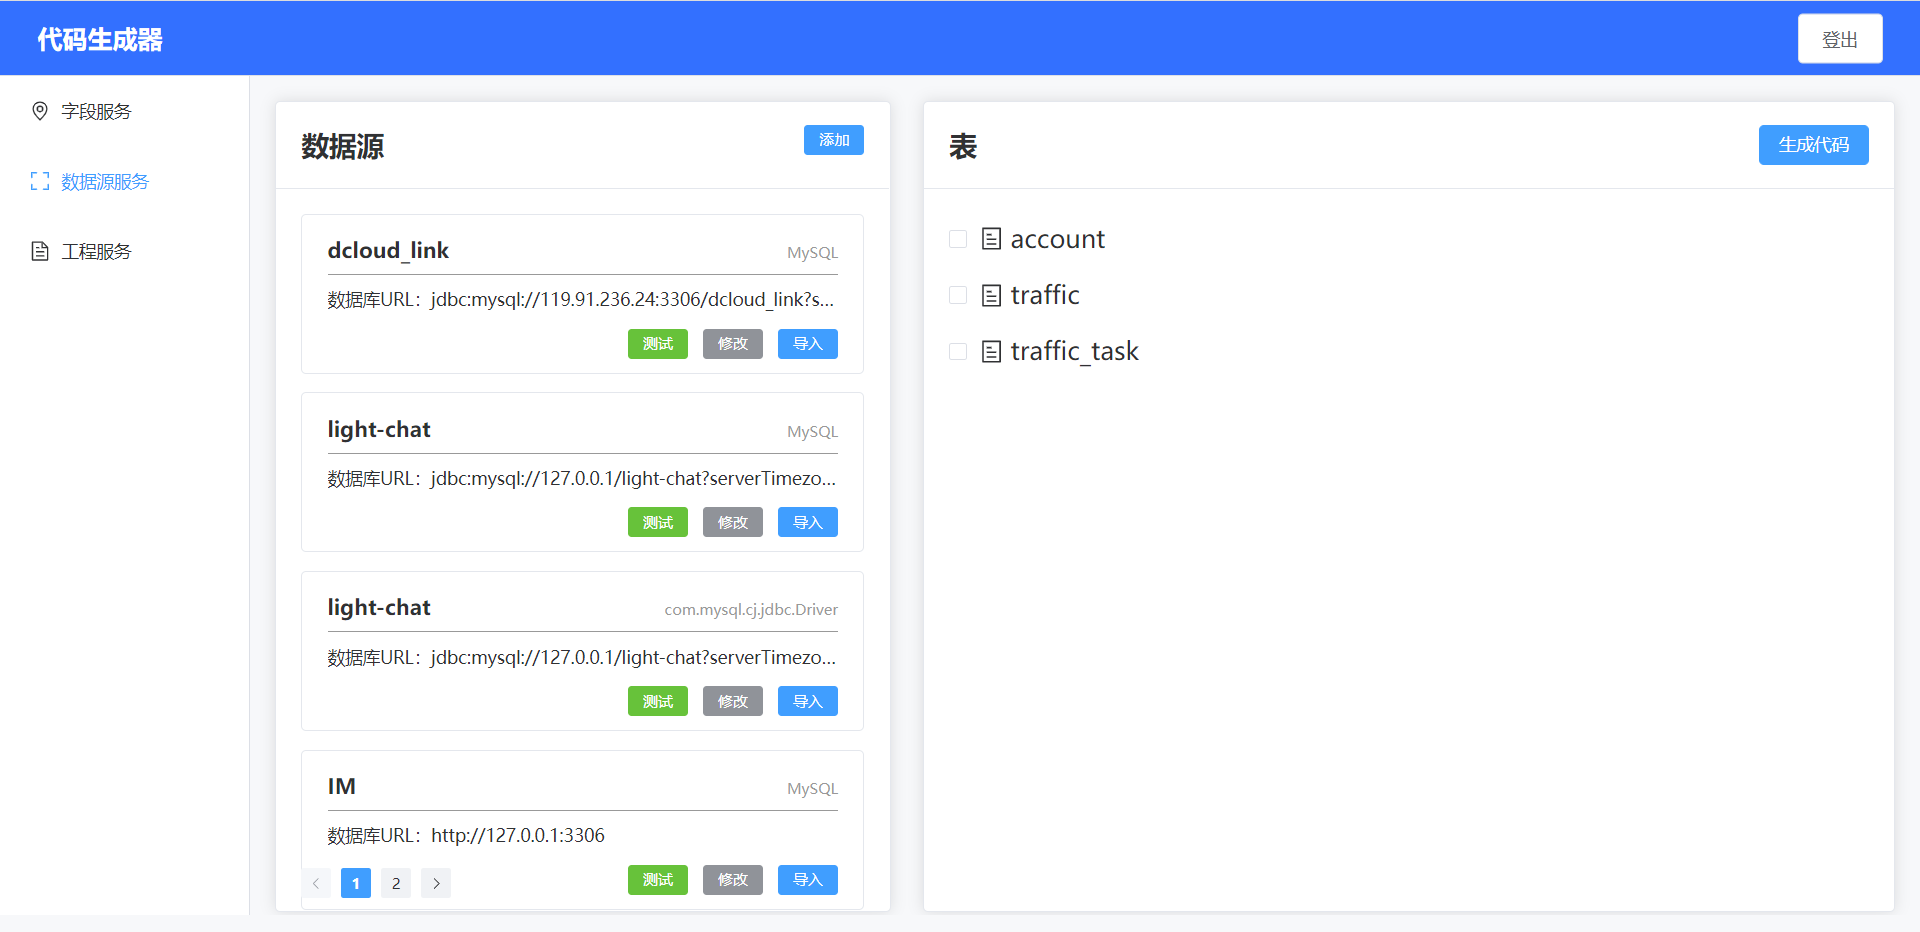 代码生成器
登出
字段服务
数据源服务
工程服务
数据源
添加
dcloud_link
MySQL
数据库URL：jdbc:mysql://119.91.236.24:3306/dcloud_link?s...
测试 修改 导入
light-chat
MySQL
数据库URL：jdbc:mysql://127.0.0.1/light-chat?serverTimezo...
测试 修改 导入
light-chat
com.mysql.cj.jdbc.Driver
数据库URL：jdbc:mysql://127.0.0.1/light-chat?serverTimezo...
测试 修改 导入
IM
MySQL
数据库URL：http://127.0.0.1:3306
测试 修改 导入
1 2
表
生成代码
account
traffic
traffic_task